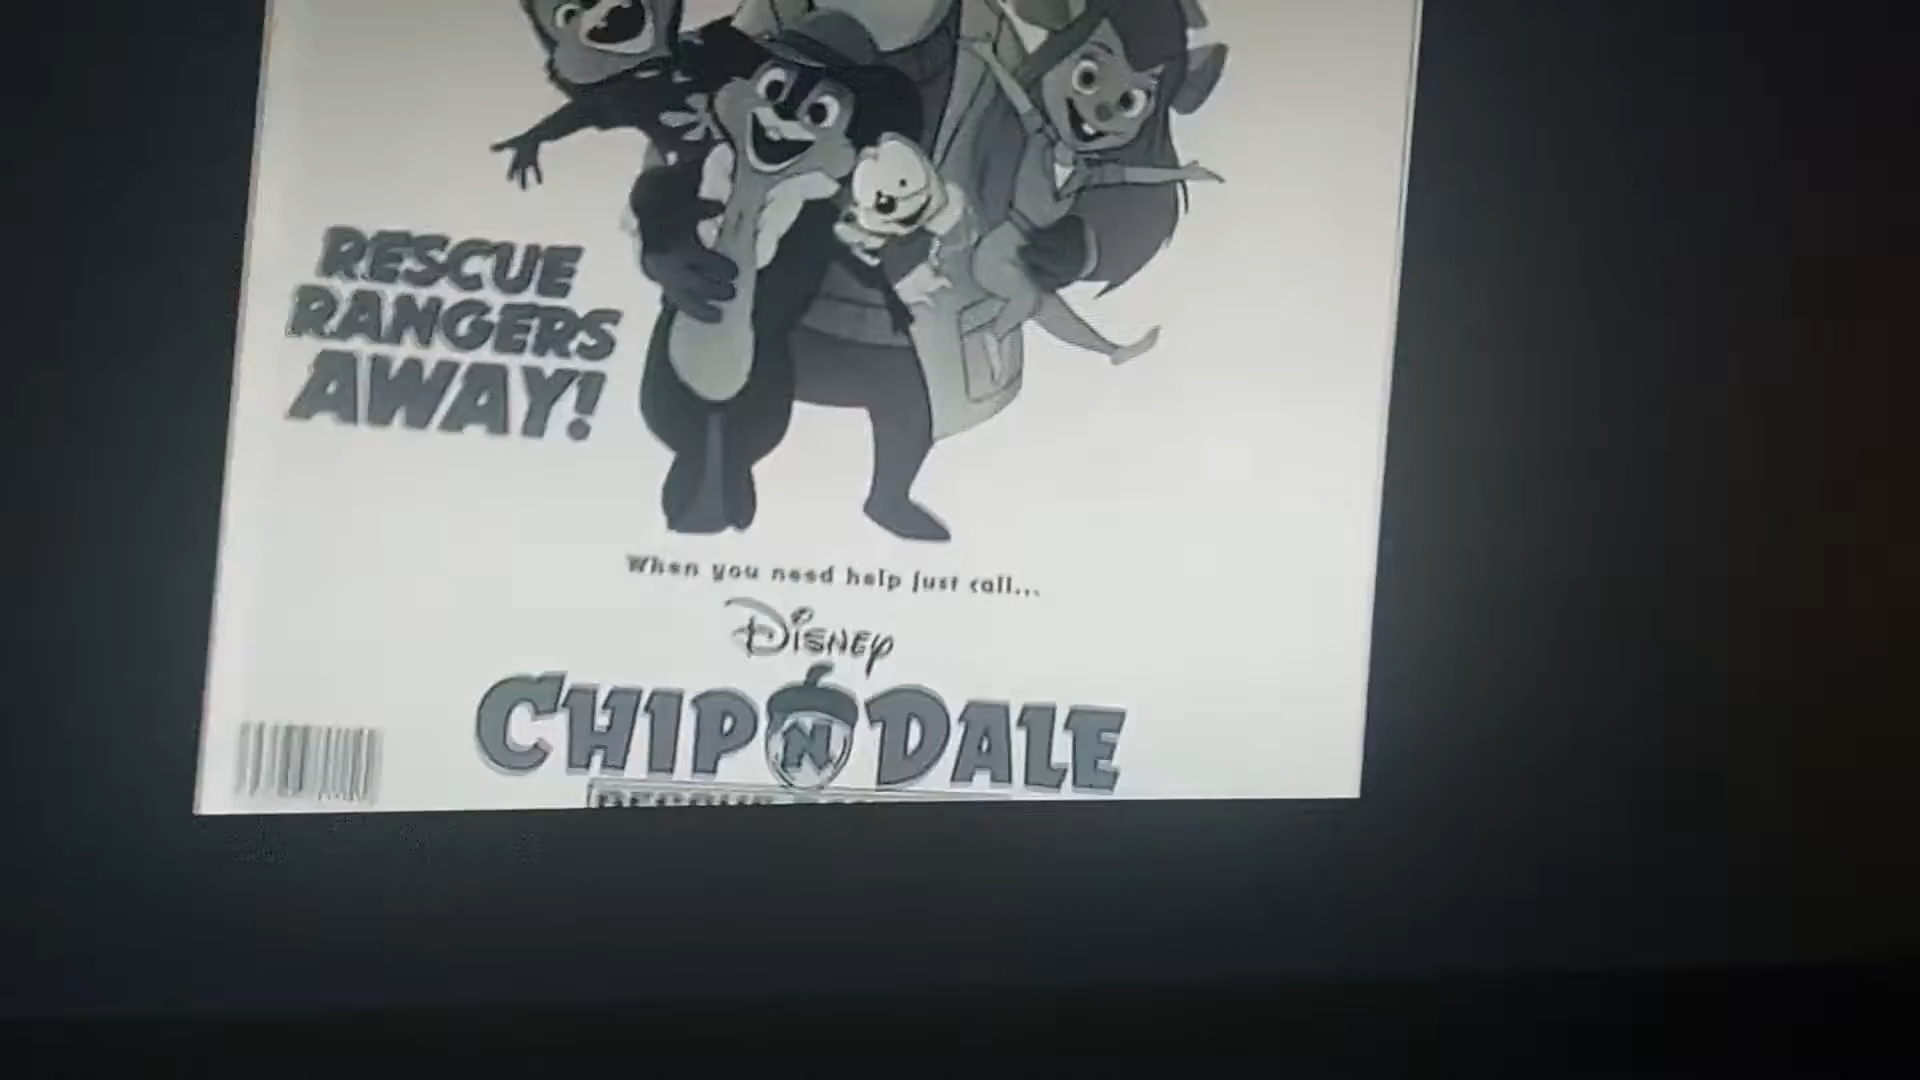 RESCUE
RANGERS
AWAY!
When you need help just call...
DISNEY
CHIP N DALE